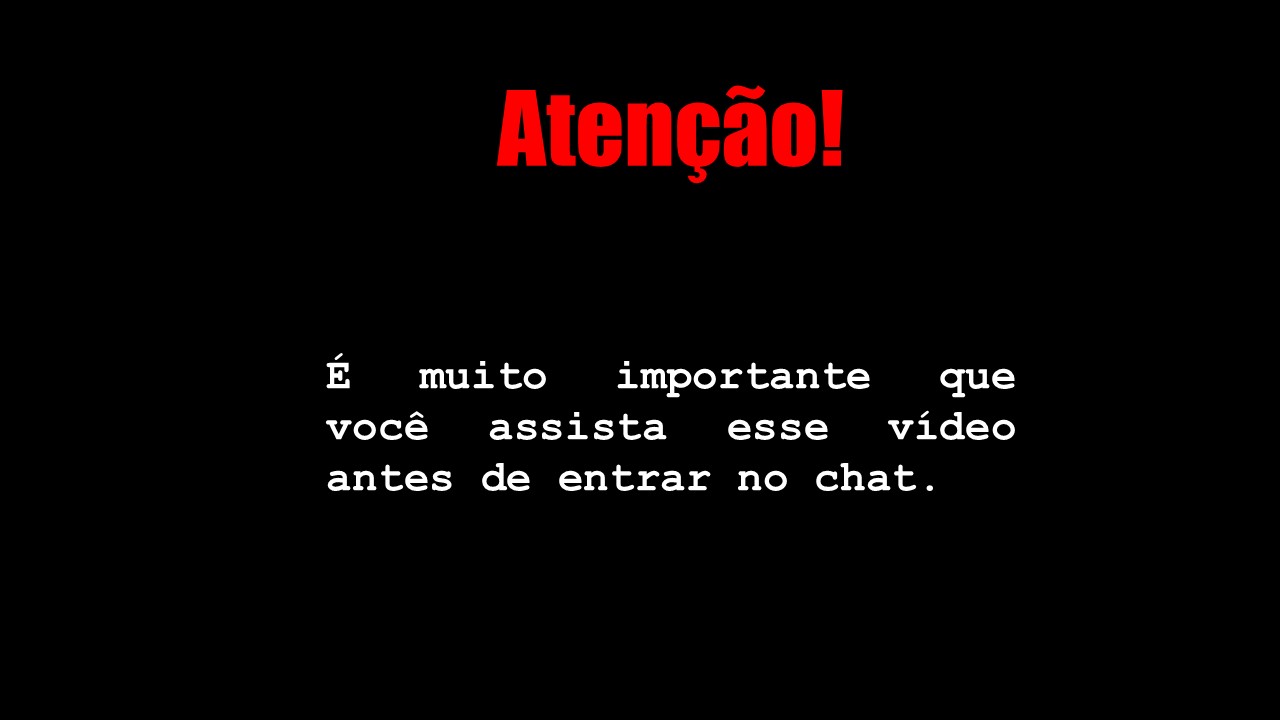 Atenção!
É muito importante que
você assista esse vídeo
antes de entrar no chat.